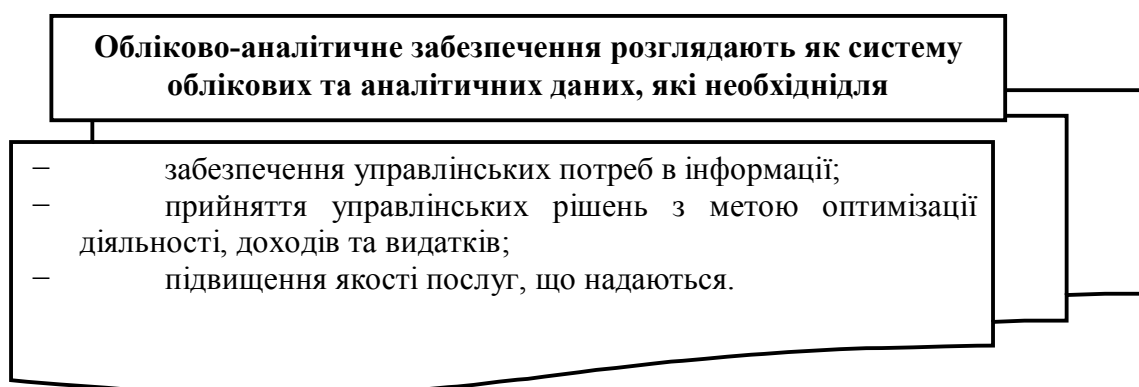 Обліково-аналітичне забезпечення розглядають як систему
облікових та аналітичних даних, які необхіднідля
– забезпечення управлінських потреб в інформації;
– прийняття управлінських рішень з метою оптимізації
діяльності, доходів та видатків;
– підвищення якості послуг, що надаються.